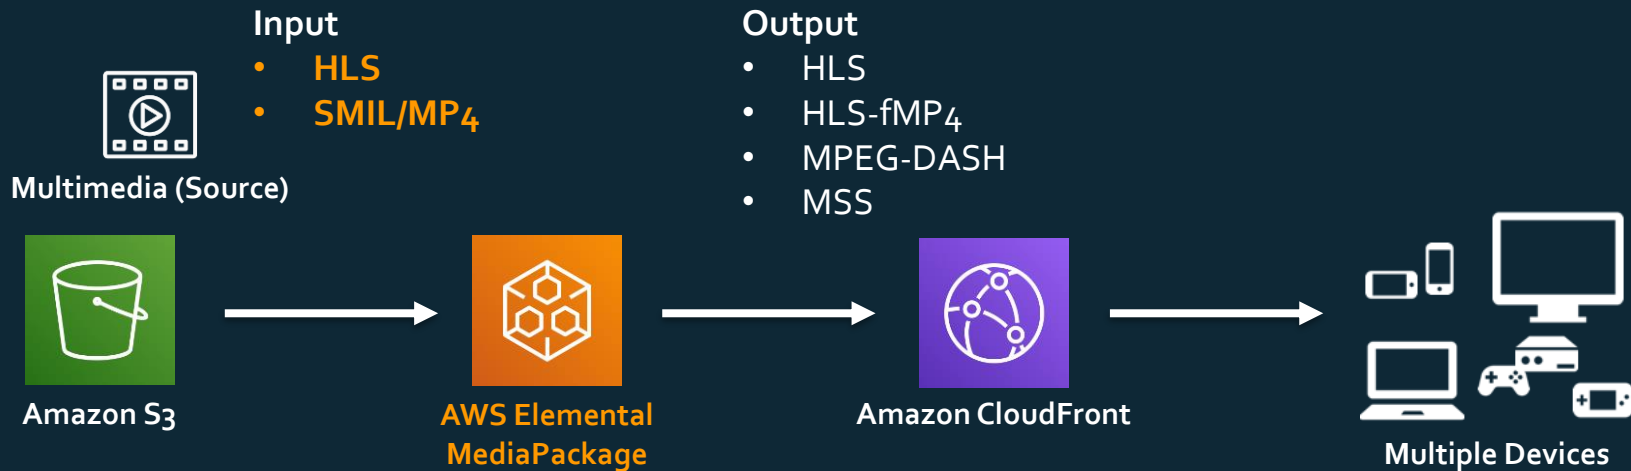 Input
• HLS
• SMIL/MP4
Output
• HLS
• HLS-fMP4
• MPEG-DASH
• MSS
Multimedia (Source)
Amazon S3
AWS Elemental
MediaPackage
Amazon CloudFront
Multiple Devices